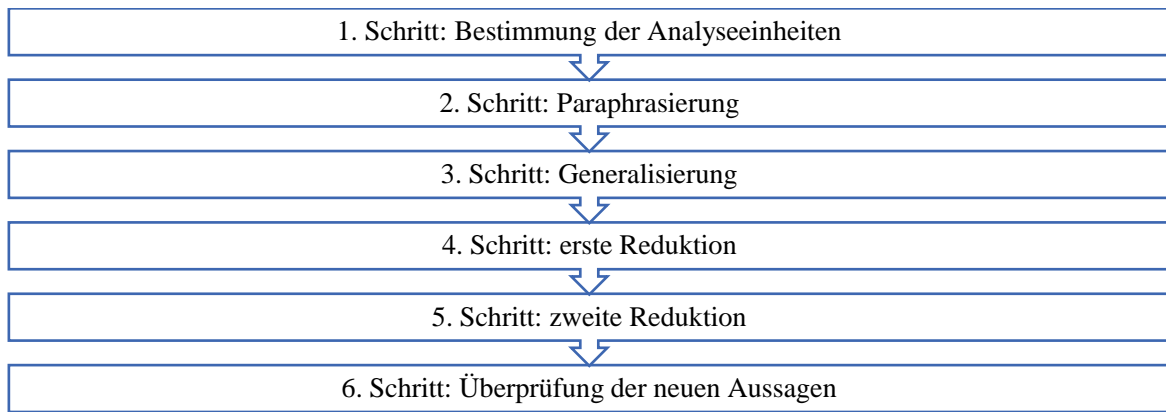 1. Schritt: Bestimmung der Analyseeinheiten
2. Schritt: Paraphrasierung
3. Schritt: Generalisierung
4. Schritt: erste Reduktion
5. Schritt: zweite Reduktion
6. Schritt: Überprüfung der neuen Aussagen